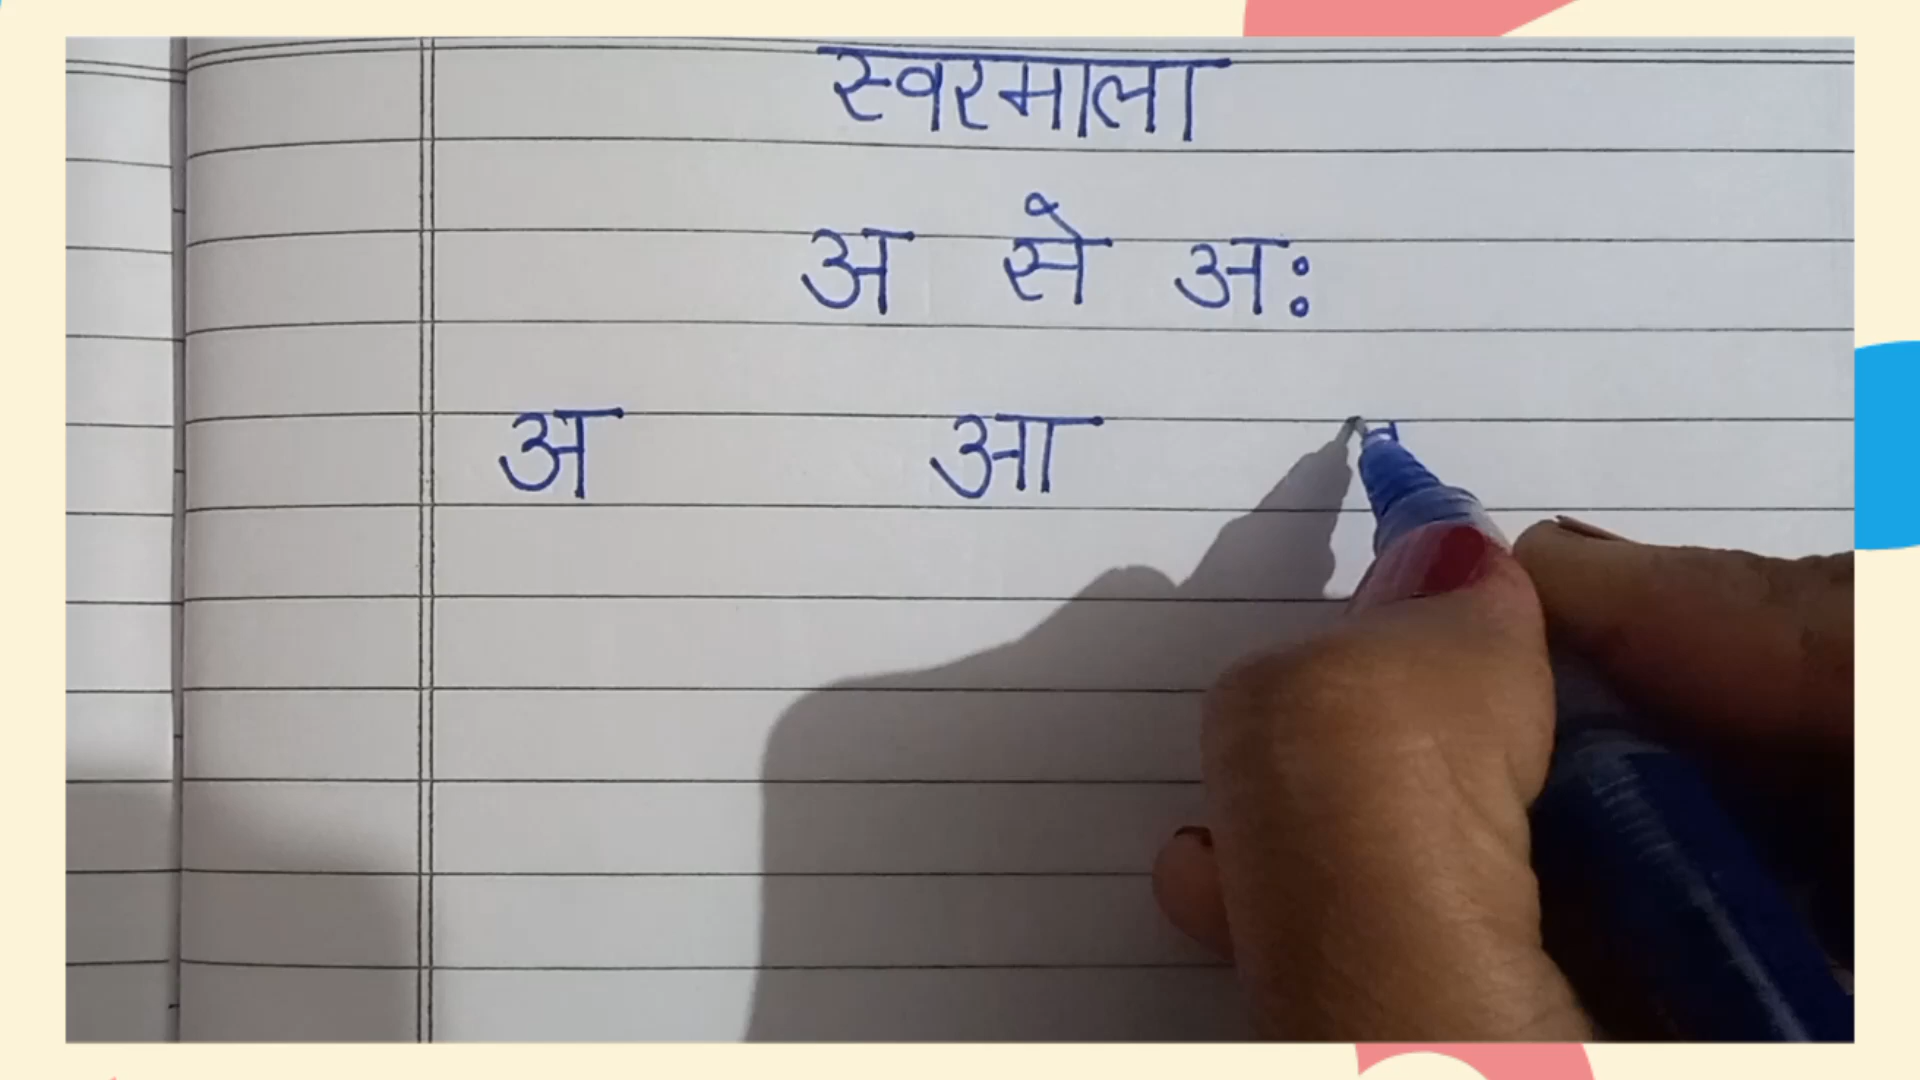 स्वरमाला
अ से अः
अ आ